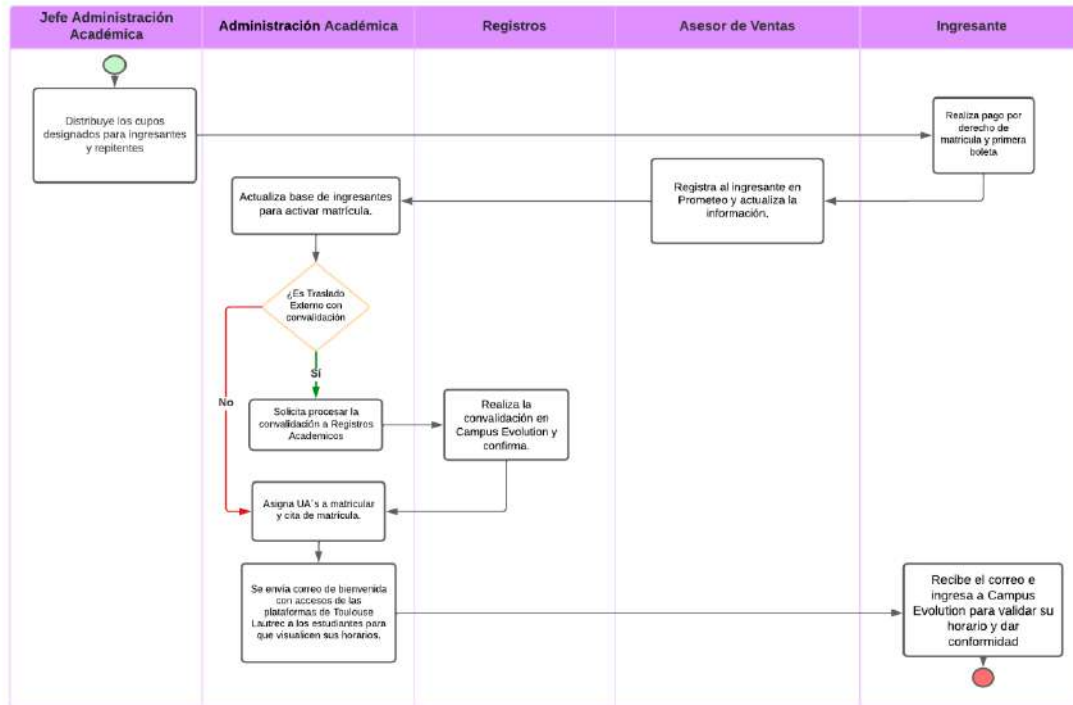 Jefe Administración
Académica
Administración Académica
Registros
Asesor de Ventas
Ingresante
Distribuye los cupos
designados para ingresantes
y repitentes
Realiza pago por
derecho de
matrícula y primera
boleta
Registra al ingresante en
Prometeo y actualiza la
información.
Actualiza base de ingresantes
para activar matrícula.
¿Es Traslado
Externo con
convalidación
Sí
No
Solicita procesar la
convalidación a Registros
Academicos
Realiza la
convalidación en
Campus Evolution y
confirma.
Asigna UA´s a matricular
y cita de matrícula.
Se envía correo de bienvenida
con accesos de las
plataformas de Toulouse
Lautrec a los estudiantes para
que visualicen sus horarios.
Recibe el correo e
ingresa a Campus
Evolution para validar su
horario y dar
conformidad